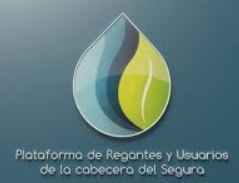 Plataforma de Regantes y Usuarios
de la cabecera del Segura